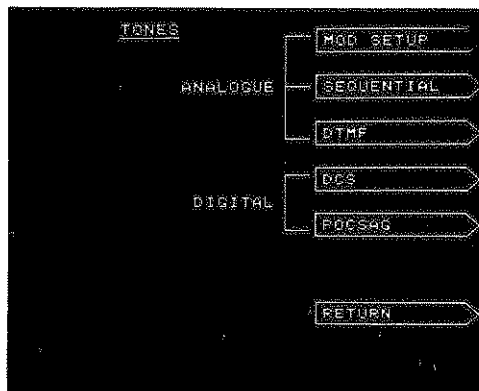 TONES
MOD SETUP
ANALOGUE
SEQUENTIAL
DTMF
DCS
DIGITAL
POCSAG
RETURN